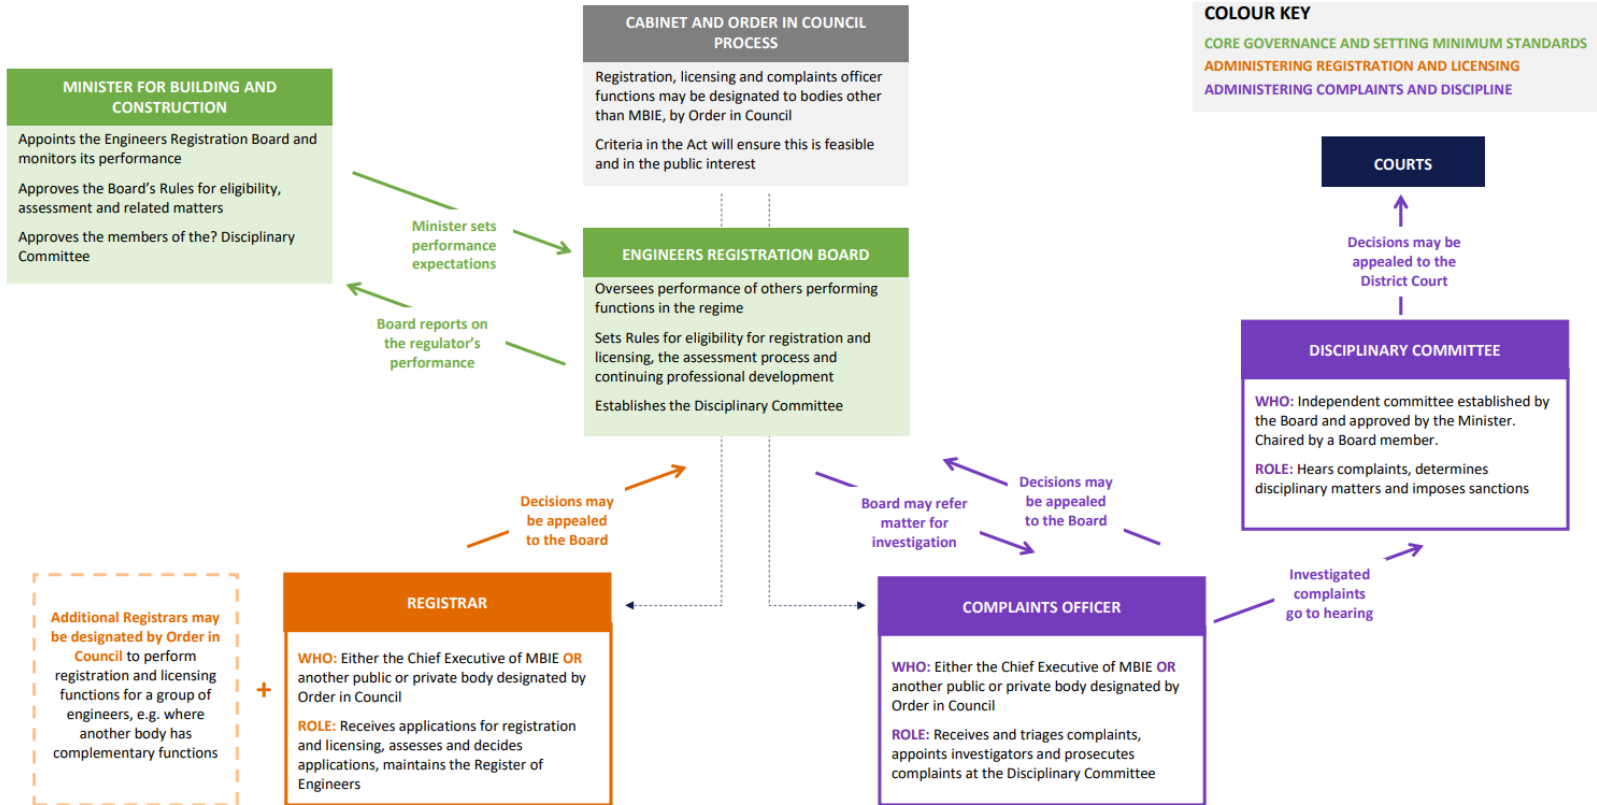 CABINET AND ORDER IN COUNCIL
PROCESS
Registration, licensing and complaints officer
functions may be designated to bodies other
than MBIE, by Order in Council
Criteria in the Act will ensure this is feasible
and in the public interest
COLOUR KEY
CORE GOVERNANCE AND SETTING MINIMUM STANDARDS
ADMINISTERING REGISTRATION AND LICENSING
ADMINISTERING COMPLAINTS AND DISCIPLINE
MINISTER FOR BUILDING AND
CONSTRUCTION
Appoints the Engineers Registration Board and
monitors its performance
Approves the Board's Rules for eligibility,
assessment and related matters
Approves the members of the? Disciplinary
Committee
Minister sets
performance
expectations
Board reports on
the regulator's
performance
ENGINEERS REGISTRATION BOARD
Oversees performance of others performing
functions in the regime
Sets Rules for eligibility for registration and
licensing, the assessment process and
continuing professional development
Establishes the Disciplinary Committee
COURTS
Decisions may be
appealed to the
District Court
DISCIPLINARY COMMITTEE
WHO: Independent committee established by
the Board and approved by the Minister.
Chaired by a Board member.
ROLE: Hears complaints, determines
disciplinary matters and imposes sanctions
Decisions may
be appealed
to the Board
Board may refer
matter for
investigation
Decisions may
be appealed
to the Board
Investigated
complaints
go to hearing
Additional Registrars may
be designated by Order in
Council to perform
registration and licensing
functions for a group of
engineers, e.g. where
another body has
complementary functions
+
REGISTRAR
WHO: Either the Chief Executive of MBIE OR
another public or private body designated by
Order in Council
ROLE: Receives applications for registration
and licensing, assesses and decides
applications, maintains the Register of
Engineers
COMPLAINTS OFFICER
WHO: Either the Chief Executive of MBIE OR
another public or private body designated by
Order in Council
ROLE: Receives and triages complaints,
appoints investigators and prosecutes
complaints at the Disciplinary Committee